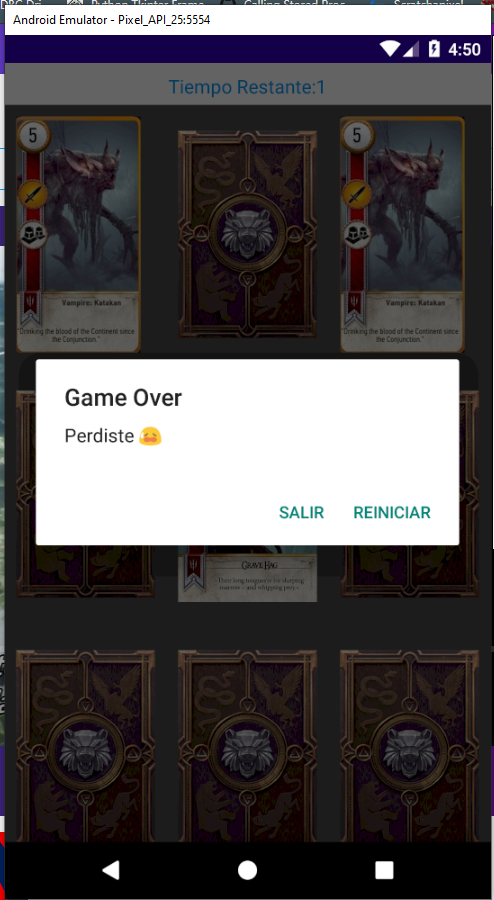 Android Emulator - Pixel_API_25:5554
4:50
Tiempo Restante:1
5
5
Vampire: Katakan
Vampire: Katakan
"Drinking the blood of the Continent since
the Conjunction."
"Drinking the blood of the Continent since
the Conjunction."
Game Over
Perdiste 😫
SALIR
REINICIAR
Grave Hag